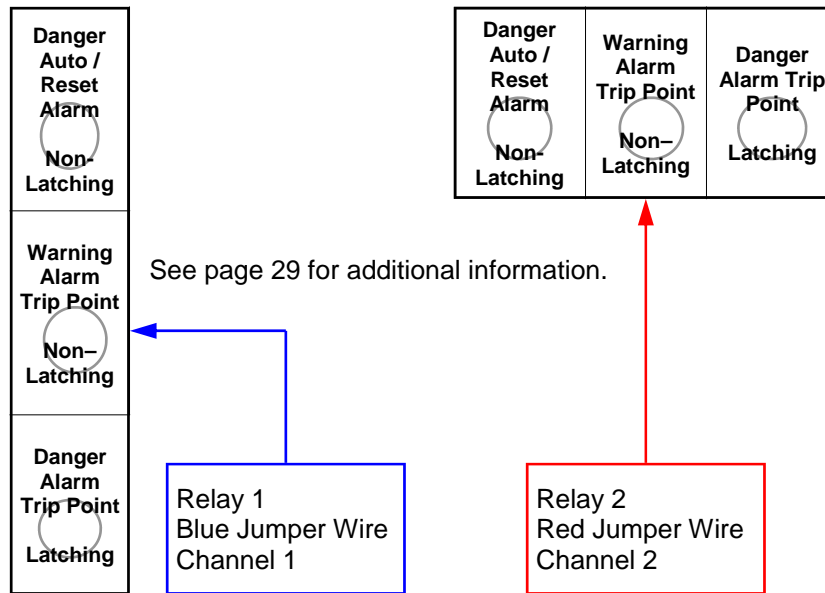 Danger
Auto /
Reset
Alarm
Non-
Latching
Warning
Alarm
Trip Point
Non–
Latching
Danger
Alarm
Trip Point
Latching
See page 29 for additional information.
Danger
Auto /
Reset
Alarm
Non-
Latching
Warning
Alarm
Trip Point
Non–
Latching
Danger
Alarm Trip
Point
Latching
Relay 1
Blue Jumper Wire
Channel 1
Relay 2
Red Jumper Wire
Channel 2